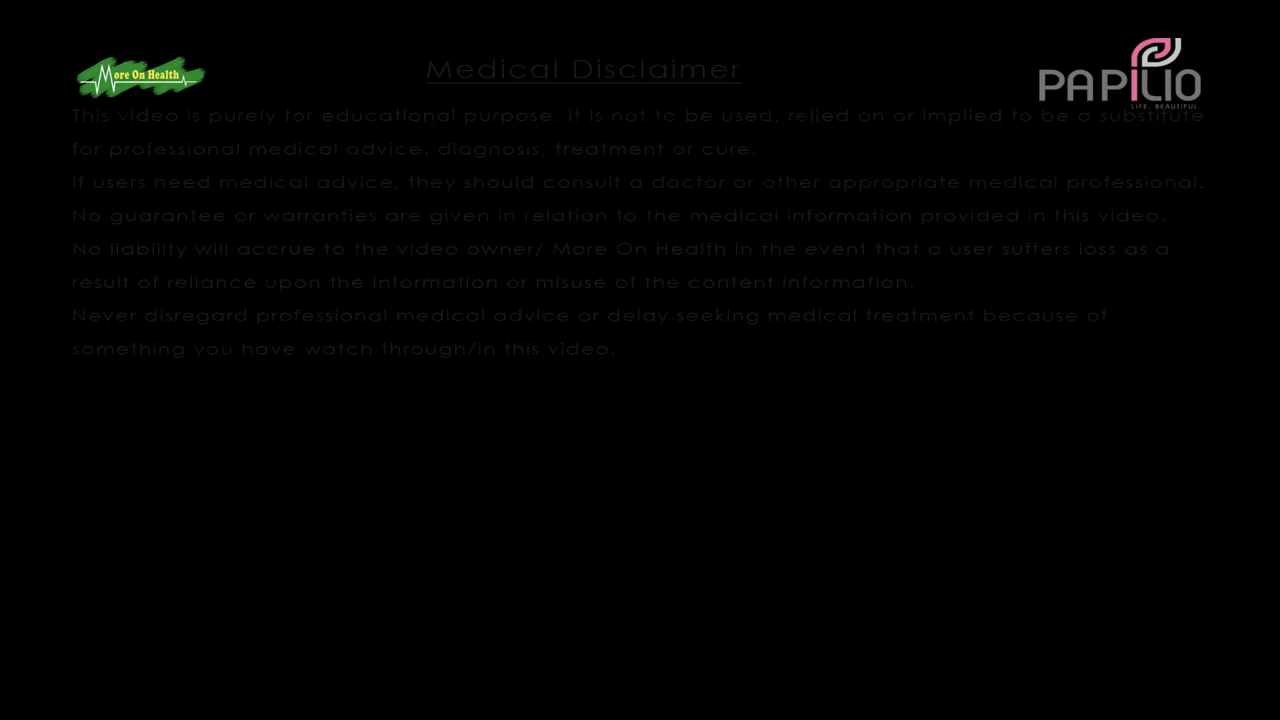 More On Health
Medical Disclaimer
PAPILIO
LIFE. BEAUTIFUL.
This video is purely for educational purpose. It is not to be used, relied on or implied to be a substitute
for professional medical advice, diagnosis, treatment or cure.
If users need medical advice, they should consult a doctor or other appropriate medical professional.
No guarantee or warranties are given in relation to the medical information provided in this video.
No liability will accrue to the video owner/ More On Health in the event that a user suffers loss as a
result of reliance upon the information or misuse of the content information.
Never disregard professional medical advice or delay seeking medical treatment because of
something you have watch through/in this video.